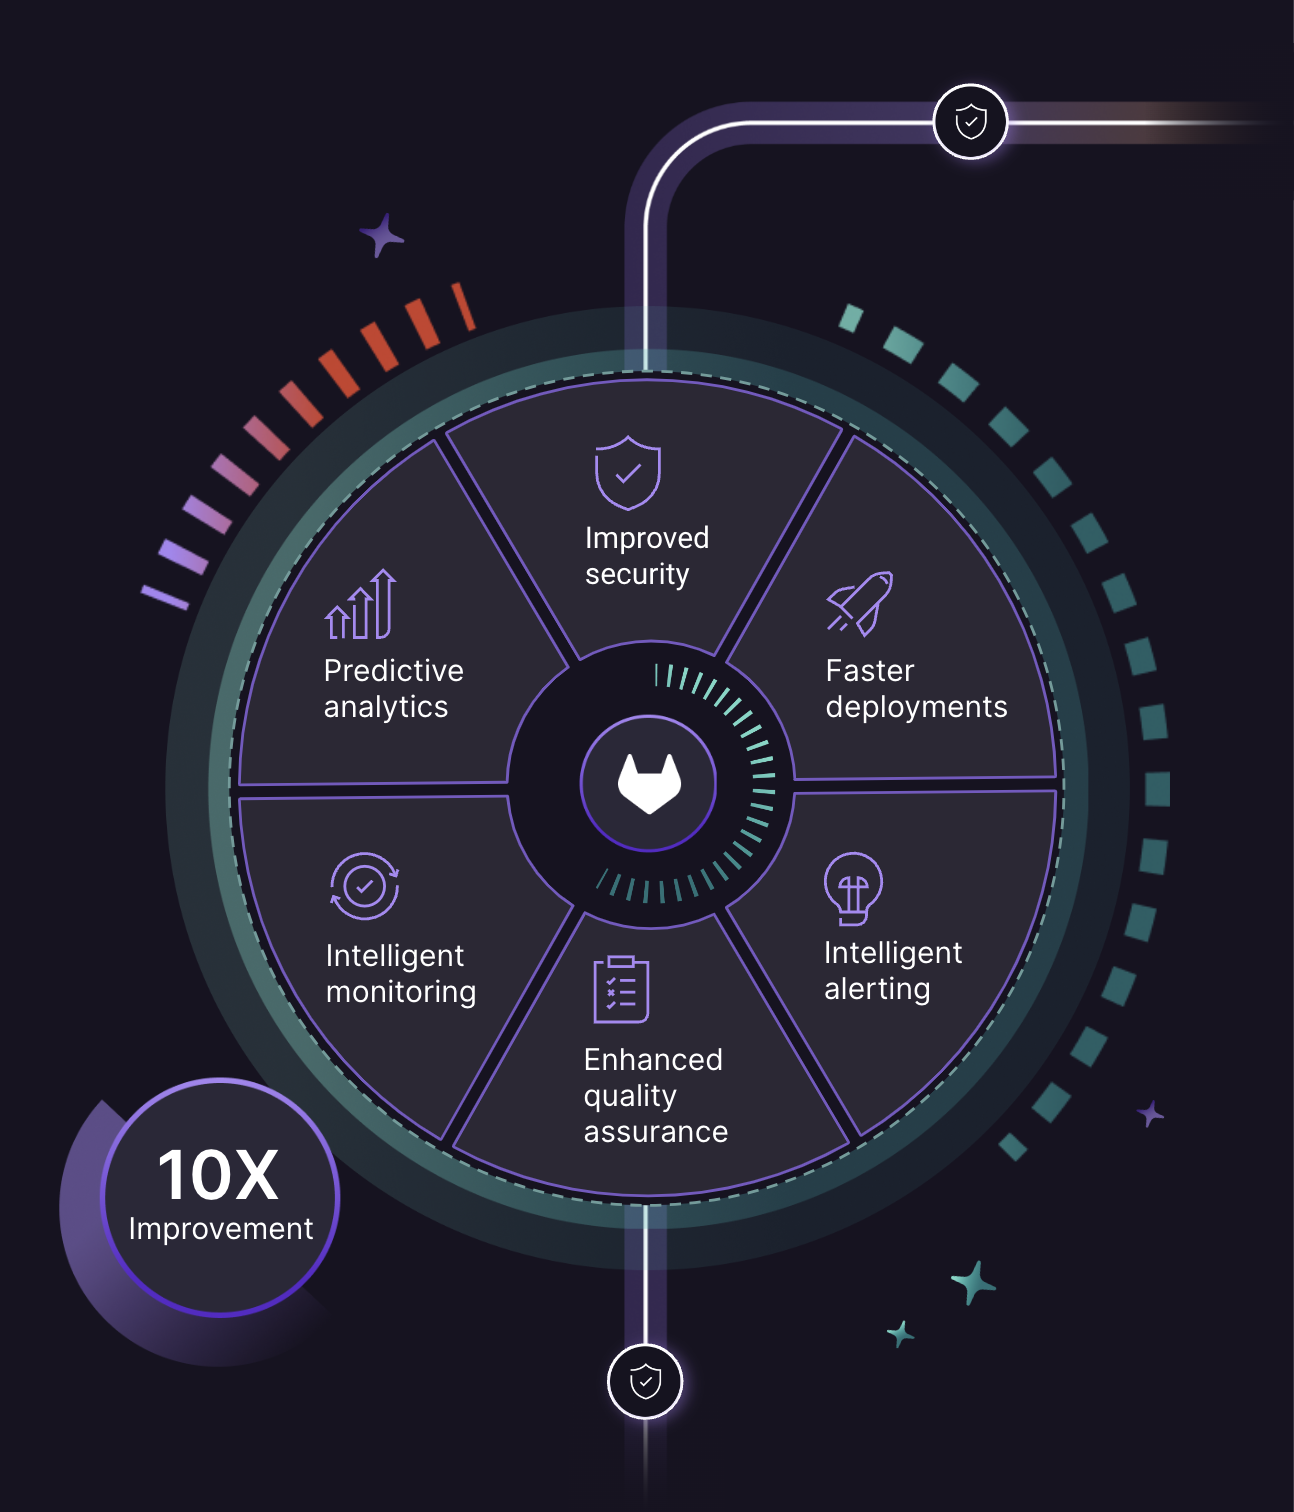 Improved
security
Predictive
analytics
Faster
deployments
Intelligent
monitoring
Intelligent
alerting
Enhanced
quality
assurance
10X
Improvement